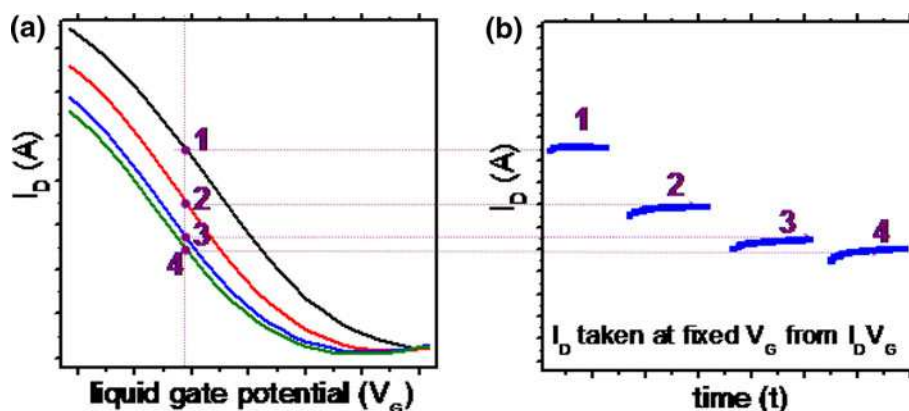 (a)
I_D (A)
1
2
3
4
liquid gate potential (V_G)
(b)
I_D (A)
1
2
3
4
I_D taken at fixed V_G from I_DV_G
time (t)